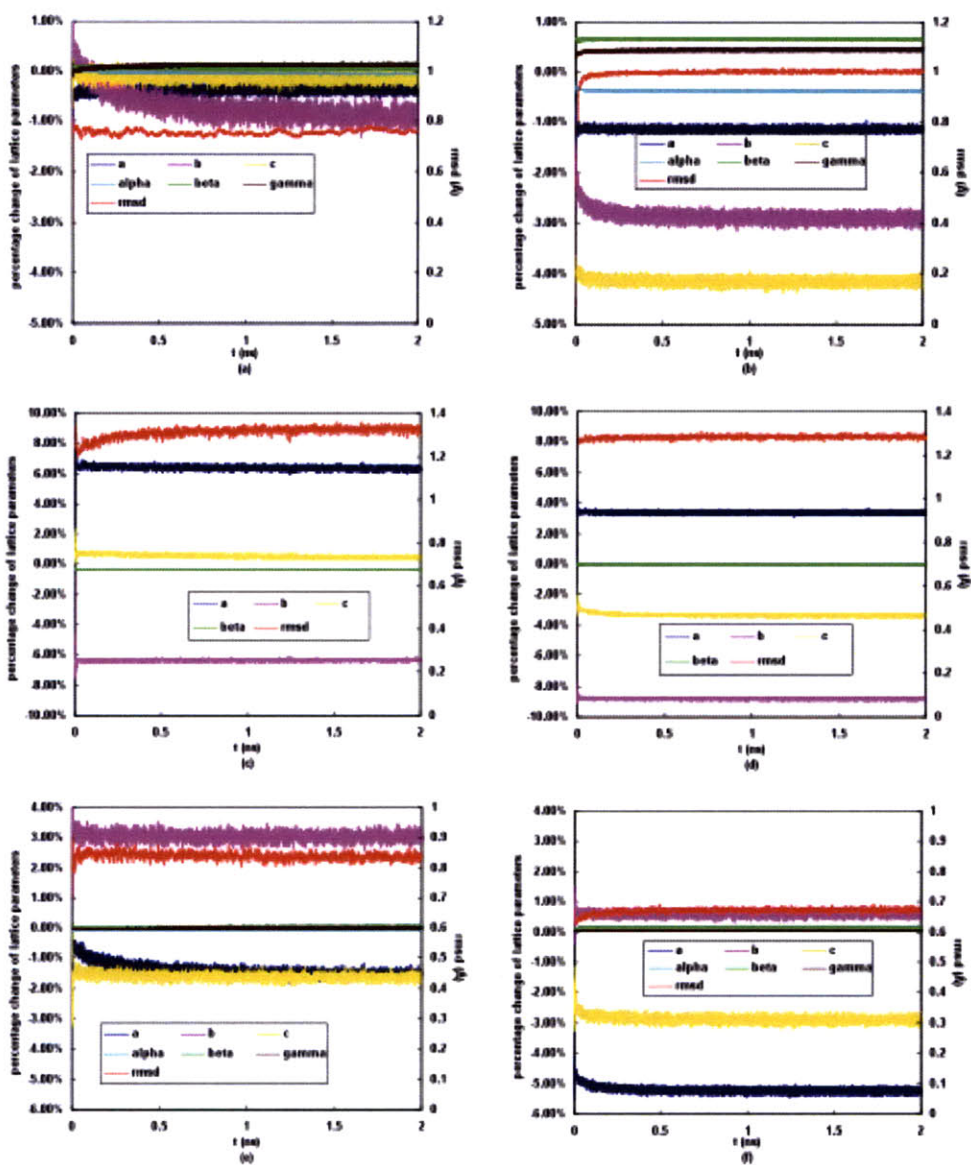 1.00%
0.00%
-1.00%
-2.00%
-3.00%
-4.00%
-5.00%
percentage change of lattice parameters
1.2
1
0.8
0.6
0.4
0.2
0
rmsd (A)
a b c
alpha beta gamma
rmsd
0 0.5 1 1.5 2
t (ns)
(a)
1.00%
0.00%
-1.00%
-2.00%
-3.00%
-4.00%
-5.00%
percentage change of lattice parameters
1.2
1
0.8
0.6
0.4
0.2
0
rmsd (A)
a b c
alpha beta gamma
rmsd
0 0.5 1 1.5 2
t (ns)
(b)
10.00%
8.00%
6.00%
4.00%
2.00%
0.00%
-2.00%
-4.00%
-6.00%
-8.00%
-10.00%
percentage change of lattice parameters
1.4
1.2
1
0.8
0.6
0.4
0.2
0
rmsd (A)
a b c
beta rmsd
0 0.5 1 1.5 2
t (ns)
(c)
10.00%
8.00%
6.00%
4.00%
2.00%
0.00%
-2.00%
-4.00%
-6.00%
-8.00%
-10.00%
percentage change of lattice parameters
1.4
1.2
1
0.8
0.6
0.4
0.2
0
rmsd (A)
a b c
beta rmsd
0 0.5 1 1.5 2
t (ns)
(d)
4.00%
3.00%
2.00%
1.00%
0.00%
-1.00%
-2.00%
-3.00%
-4.00%
-5.00%
-6.00%
percentage change of lattice parameters
1
0.9
0.8
0.7
0.6
0.5
0.4
0.3
0.2
0.1
0
rmsd (A)
a b c
alpha beta gamma
rmsd
0 0.5 1 1.5 2
t (ns)
(e)
4.00%
3.00%
2.00%
1.00%
0.00%
-1.00%
-2.00%
-3.00%
-4.00%
-5.00%
-6.00%
percentage change of lattice parameters
1
0.9
0.8
0.7
0.6
0.5
0.4
0.3
0.2
0.1
0
rmsd (A)
a b c
alpha beta gamma
rmsd
0 0.5 1 1.5 2
t (ns)
(f)